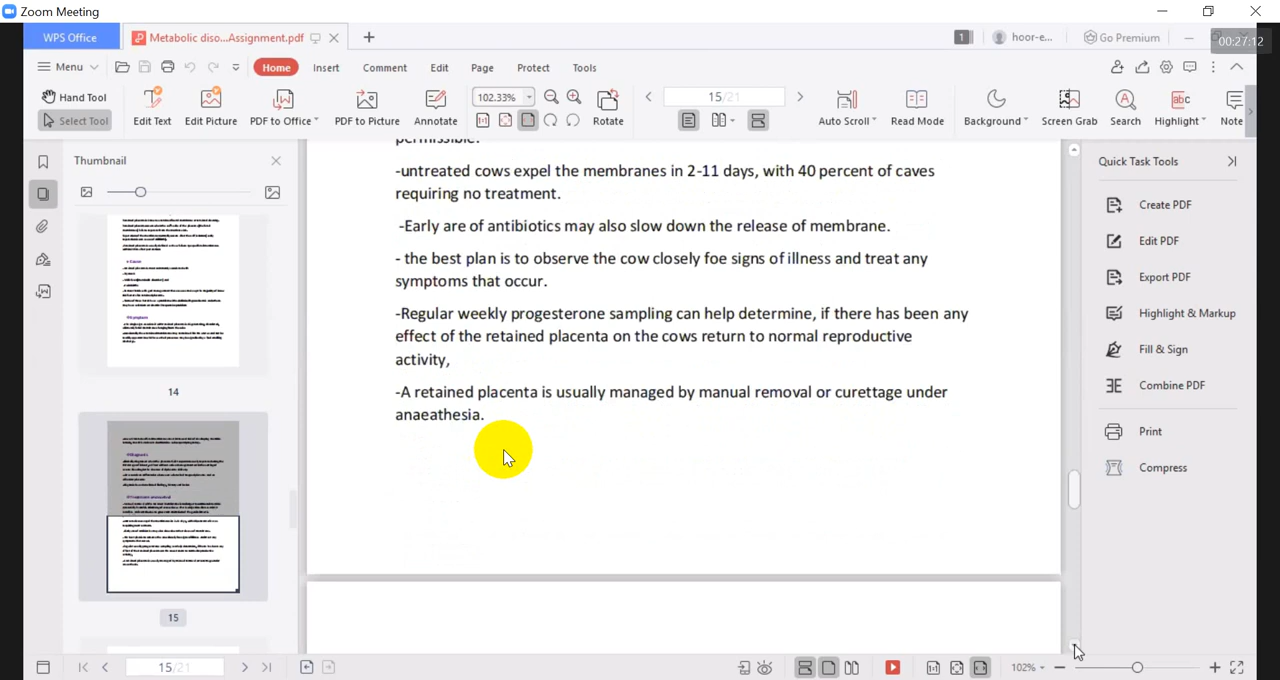 Zoom Meeting
WPS Office
Metabolic diso...Assignment.pdf
1
hoor-e...
Go Premium
00:27:12
Menu
Home
Insert
Comment
Edit
Page
Protect
Tools
Hand Tool
Select Tool
Edit Text
Edit Picture
PDF to Office
PDF to Picture
102.33%
Annotate
Rotate
15/21
Auto Scroll
Read Mode
Background
Screen Grab
Search
Highlight
Note
Thumbnail
14
15
permissible.
-untreated cows expel the membranes in 2-11 days, with 40 percent of caves
requiring no treatment.
-Early are of antibiotics may also slow down the release of membrane.
- the best plan is to observe the cow closely foe signs of illness and treat any
symptoms that occur.
-Regular weekly progesterone sampling can help determine, if there has been any
effect of the retained placenta on the cows return to normal reproductive
activity,
-A retained placenta is usually managed by manual removal or curettage under
anaeathesia.
Quick Task Tools
Create PDF
Edit PDF
Export PDF
Highlight & Markup
Fill & Sign
Combine PDF
Print
Compress
15/21
102%